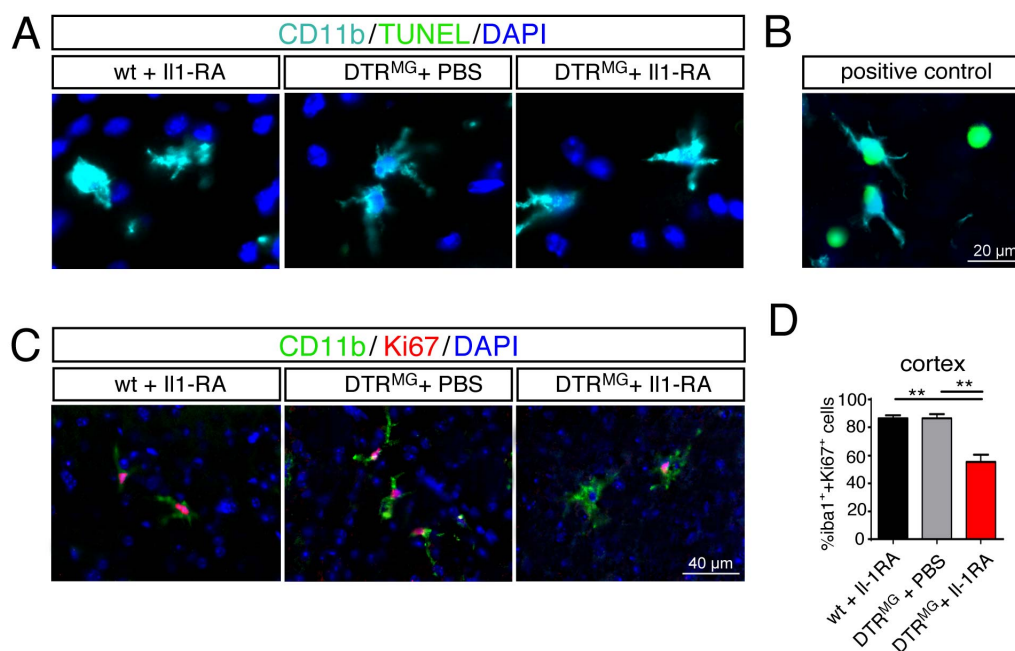 A
CD11b/TUNEL/DAPI
wt + Il1-RA
DTRᴹᴳ+ PBS
DTRᴹᴳ+ Il1-RA
B
positive control
20 µm
C
CD11b/Ki67/DAPI
wt + Il1-RA
DTRᴹᴳ+ PBS
DTRᴹᴳ+ Il1-RA
40 µm
D
cortex
** **
%iba1⁺+Ki67⁺ cells
100
80
60
40
20
0
wt + Il-1RA
DTRᴹᴳ + PBS
DTRᴹᴳ+ Il-1RA